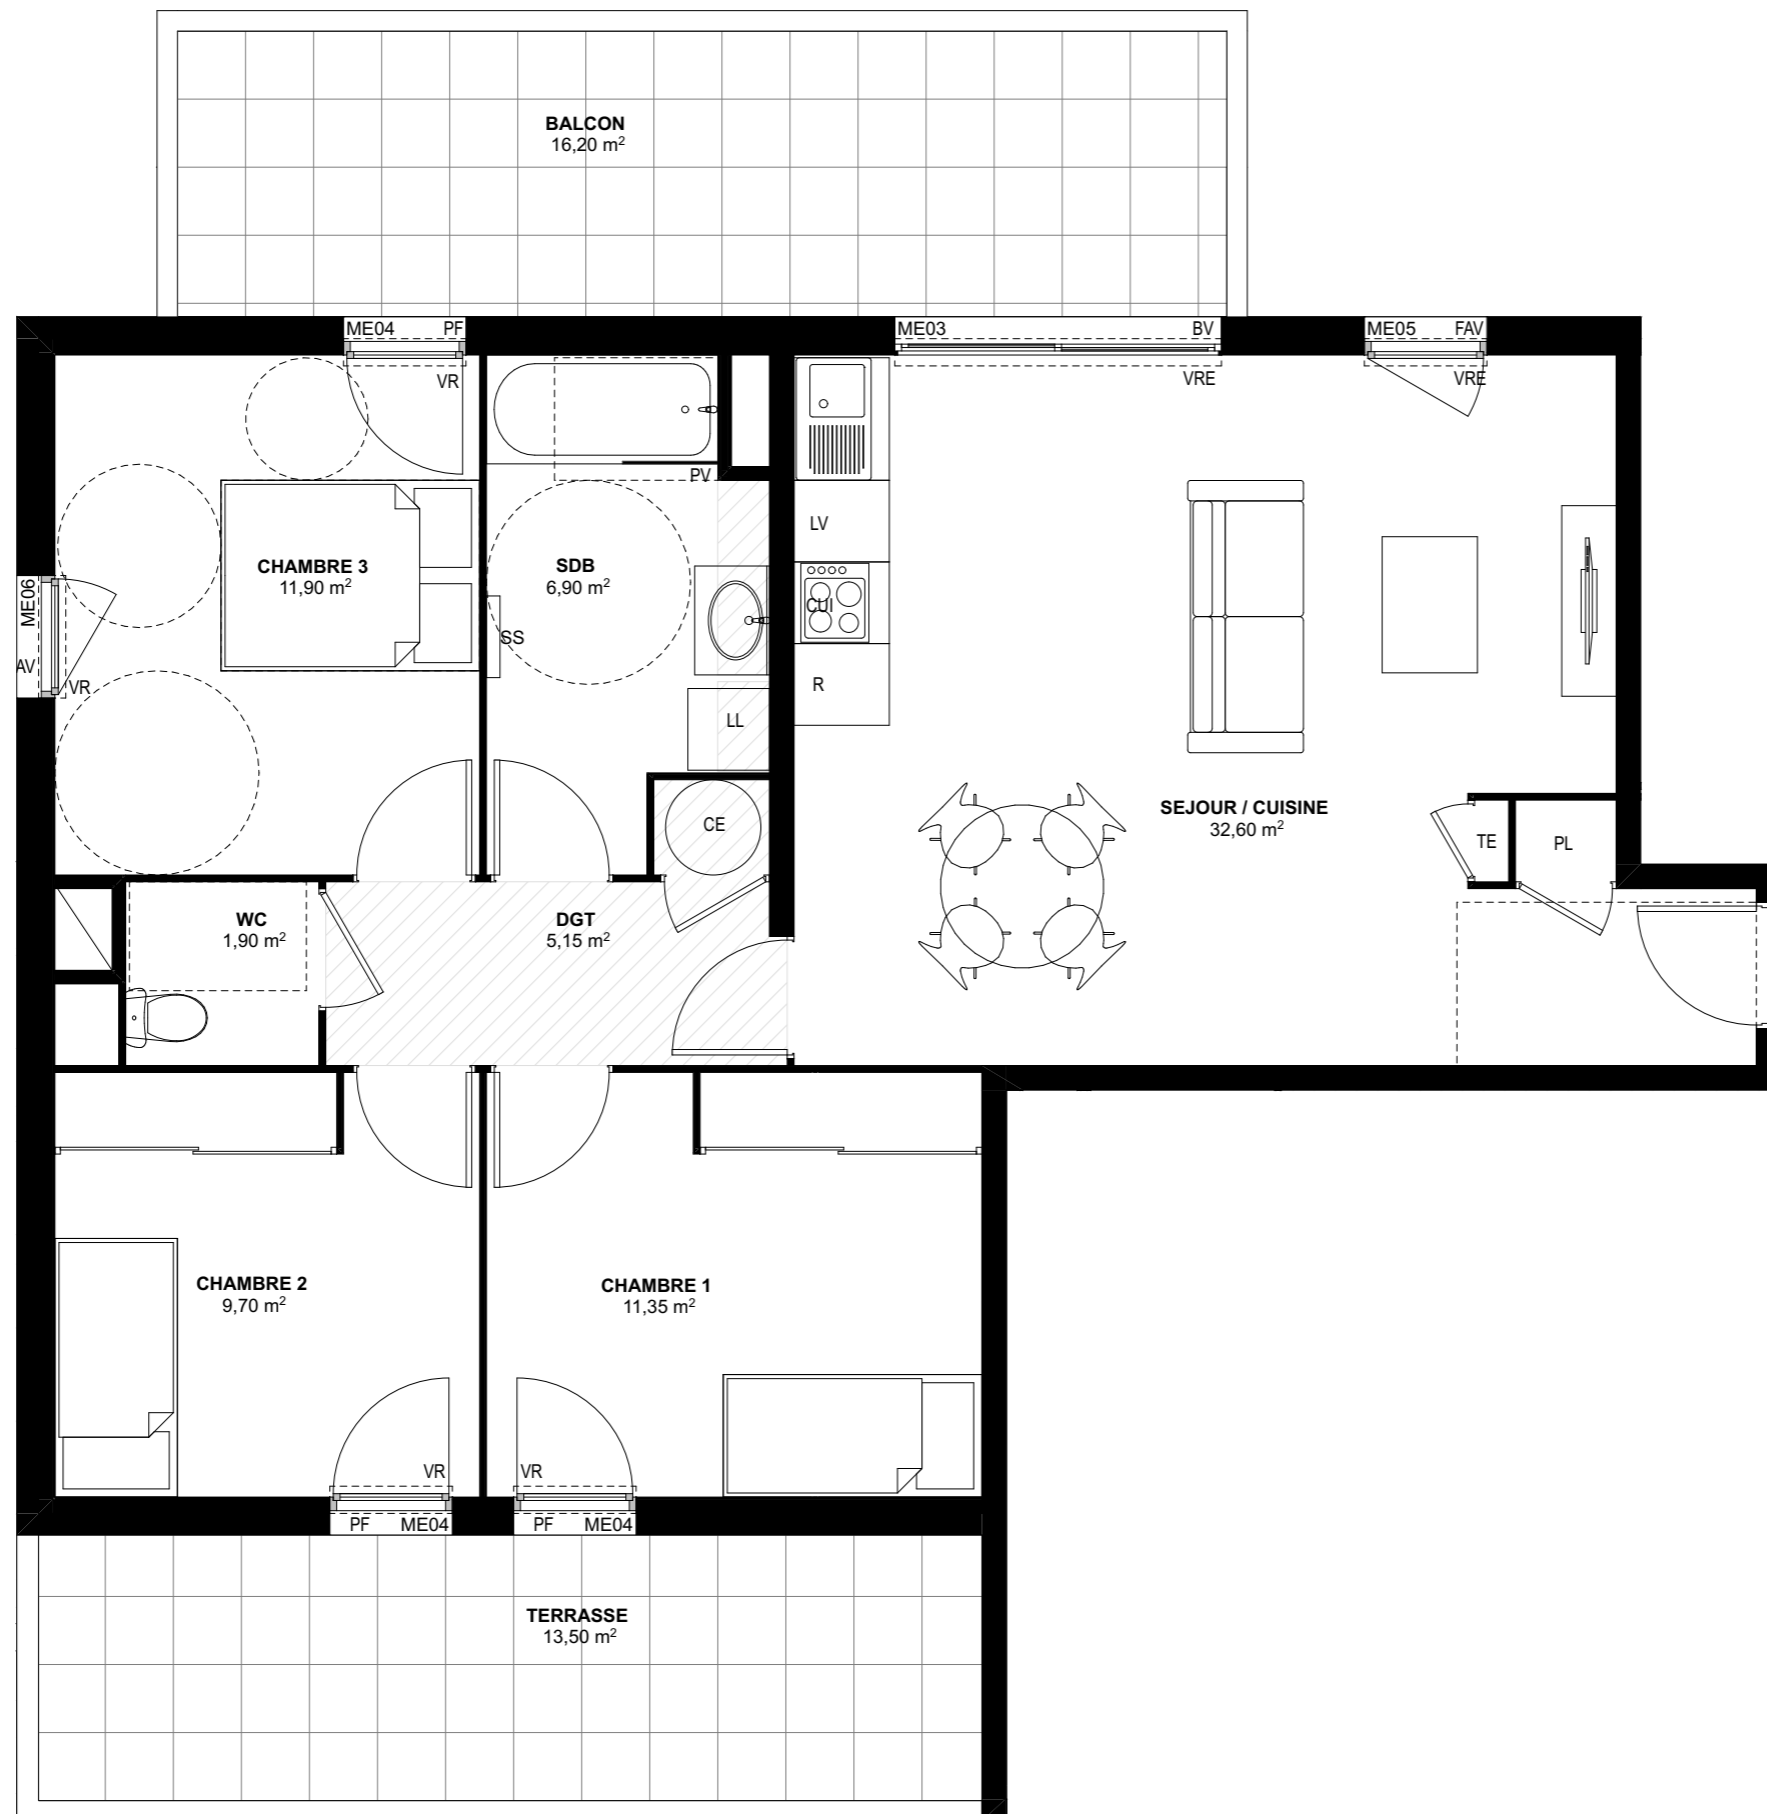 BALCON
16,20 m²
ME04 PF
ME03 BV
ME05 FAV
VR
VRE
VRE
PV
LV
CHAMBRE 3
11,90 m²
SDB
6,90 m²
ME06
CUI
SS
AV
VR
R
LL
SEJOUR / CUISINE
32,60 m²
CE
TE
PL
WC
1,90 m²
DGT
5,15 m²
CHAMBRE 2
9,70 m²
CHAMBRE 1
11,35 m²
VR
VR
PF ME04
PF ME04
TERRASSE
13,50 m²